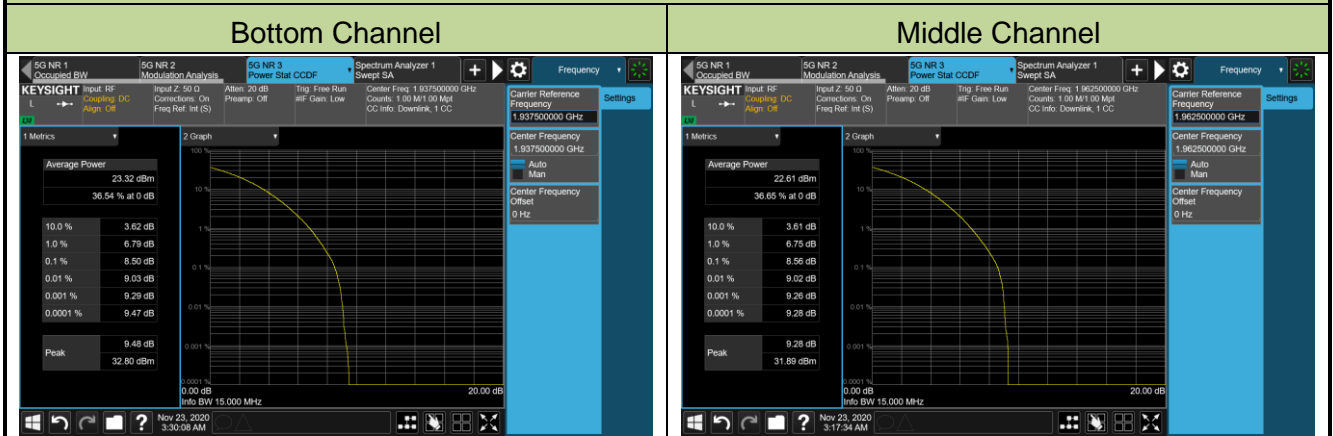 Bottom Channel
Middle Channel
5G NR 1
Occupied BW
5G NR 2
Modulation Analysis
5G NR 3
Power Stat CCDF
Spectrum Analyzer 1
Swept SA
+
Frequency
KEYSIGHT
L
Input: RF
Coupling: DC
Align: Off
Input Z: 50 Ω
Corrections: On
Freq Ref: Int (S)
Atten: 20 dB
Preamp: Off
Trig: Free Run
#IF Gain: Low
Center Freq: 1.937500000 GHz
Counts: 1.00 M/1.00 Mpt
CC Info: Downlink, 1 CC
Carrier Reference
Frequency
1.937500000 GHz
Settings
Center Frequency
1.937500000 GHz
Auto
Man
Center Frequency
Offset
0 Hz
1 Metrics
Average Power
23.32 dBm
36.54 % at 0 dB
10.0 % 3.62 dB
1.0 % 6.79 dB
0.1 % 8.50 dB
0.01 % 9.03 dB
0.001 % 9.29 dB
0.0001 % 9.47 dB
Peak
9.48 dB
32.80 dBm
2 Graph
100 %
10 %
1 %
0.1 %
0.01 %
0.001 %
0.0001 %
0.00 dB 20.00 dB
Info BW 15.000 MHz
?
Nov 23, 2020
3:30:08 AM
5G NR 1
Occupied BW
5G NR 2
Modulation Analysis
5G NR 3
Power Stat CCDF
Spectrum Analyzer 1
Swept SA
+
Frequency
KEYSIGHT
L
Input: RF
Coupling: DC
Align: Off
Input Z: 50 Ω
Corrections: On
Freq Ref: Int (S)
Atten: 20 dB
Preamp: Off
Trig: Free Run
#IF Gain: Low
Center Freq: 1.962500000 GHz
Counts: 1.00 M/1.00 Mpt
CC Info: Downlink, 1 CC
Carrier Reference
Frequency
1.962500000 GHz
Settings
Center Frequency
1.962500000 GHz
Auto
Man
Center Frequency
Offset
0 Hz
1 Metrics
Average Power
22.61 dBm
36.65 % at 0 dB
10.0 % 3.61 dB
1.0 % 6.75 dB
0.1 % 8.56 dB
0.01 % 9.02 dB
0.001 % 9.26 dB
0.0001 % 9.28 dB
Peak
9.28 dB
31.89 dBm
2 Graph
100 %
10 %
1 %
0.1 %
0.01 %
0.001 %
0.0001 %
0.00 dB 20.00 dB
Info BW 15.000 MHz
?
Nov 23, 2020
3:17:34 AM